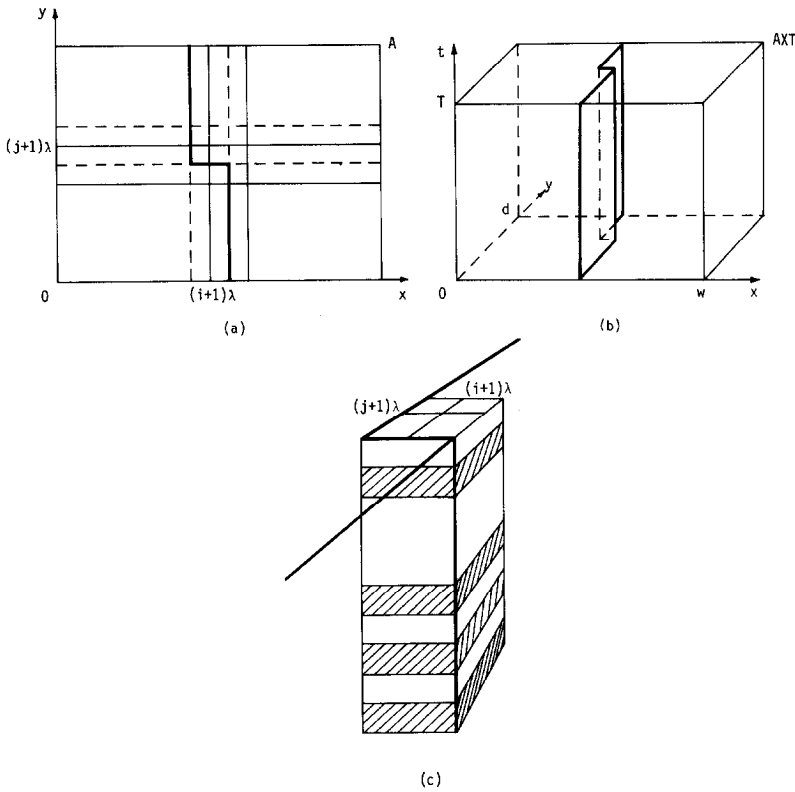 y
A
(j+1)λ
0
(i+1)λ
x
(a)
t
AXT
T
d
y
0
w
x
(b)
(i+1)λ
(j+1)λ
(c)